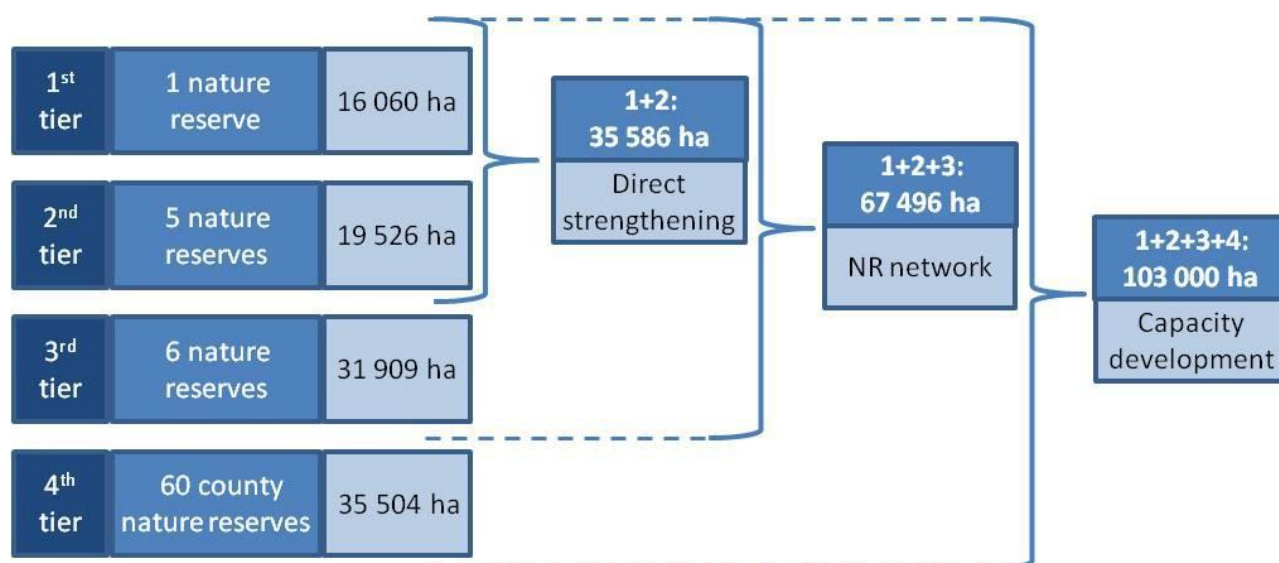 1st
tier
1 nature
reserve
16 060 ha
2nd
tier
5 nature
reserves
19 526 ha
3rd
tier
6 nature
reserves
31 909 ha
4th
tier
60 county
nature reserves
35 504 ha
1+2:
35 586 ha
Direct
strengthening
1+2+3:
67 496 ha
NR network
1+2+3+4:
103 000 ha
Capacity
development